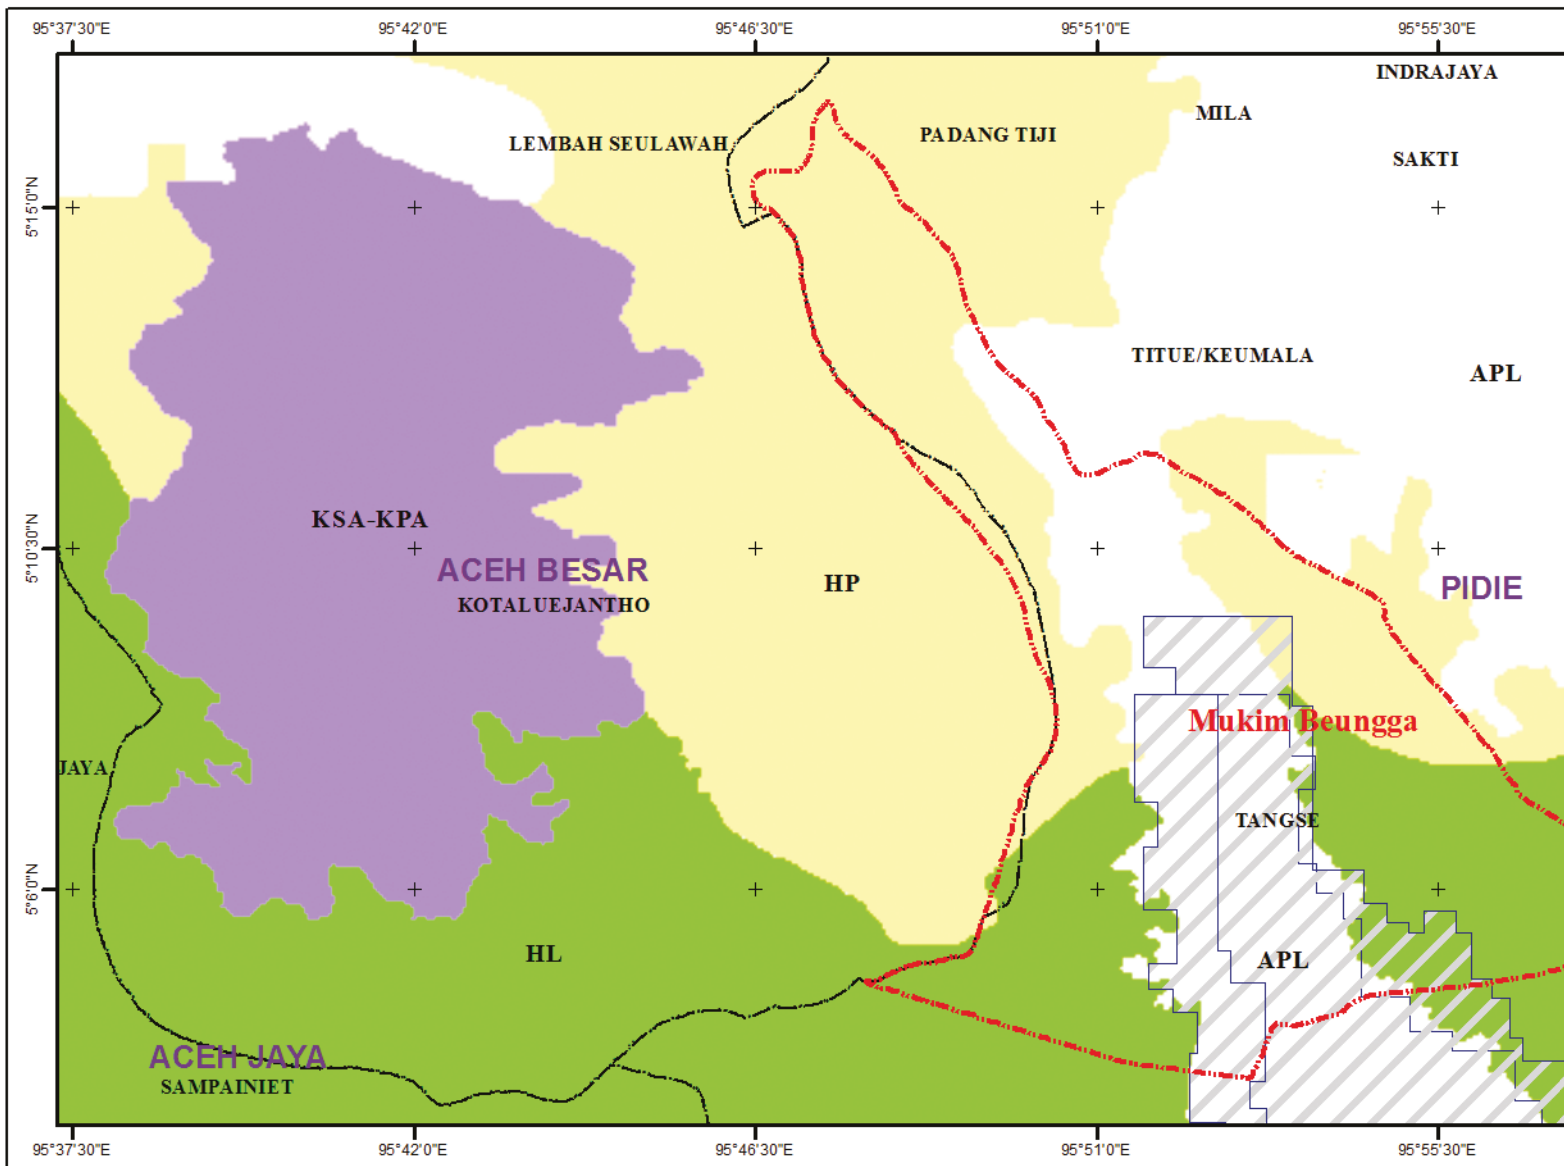 95°37'30"E 95°42'0"E 95°46'30"E 95°51'0"E 95°55'30"E
INDRAJAYA
MILA
PADANG TIJI
LEMBAH SEULAWAH
SAKTI
5°15'0"N
TITUE/KEUMALA
APL
KSA-KPA
5°10'30"N
ACEH BESAR
HP
PIDIE
KOTALUEJANTHO
Mukim Beungga
JAYA
TANGSE
5°6'0"N
HL
APL
ACEH JAYA
SAMPAINIET
95°37'30"E 95°42'0"E 95°46'30"E 95°51'0"E 95°55'30"E